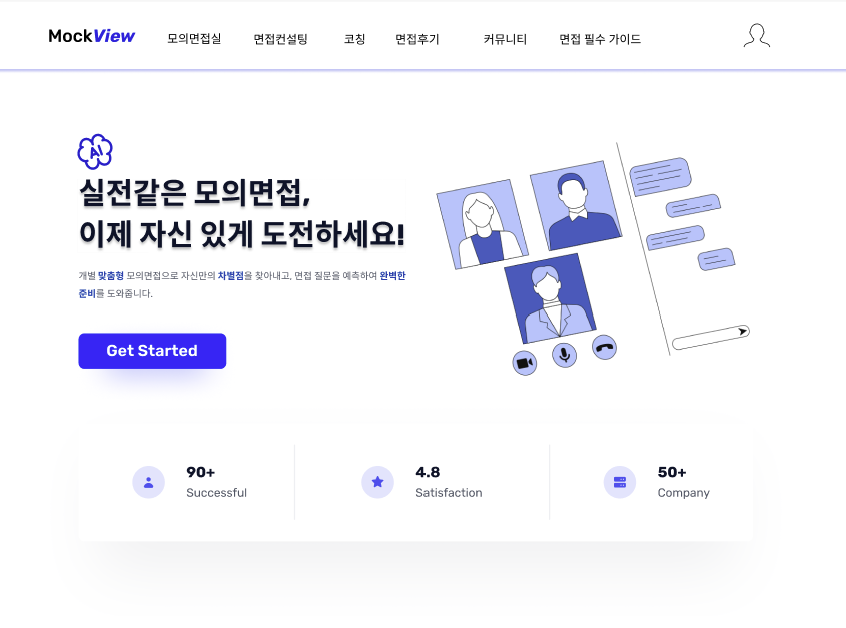 MockView 모의면접실 면접컨설팅 코칭 면접후기 커뮤니티 면접 필수 가이드
AI
실전같은 모의면접,
이제 자신 있게 도전하세요!
개별 맞춤형 모의면접으로 자신만의 차별점을 찾아내고, 면접 질문을 예측하여 완벽한
준비를 도와줍니다.
Get Started
90+
Successful
4.8
Satisfaction
50+
Company